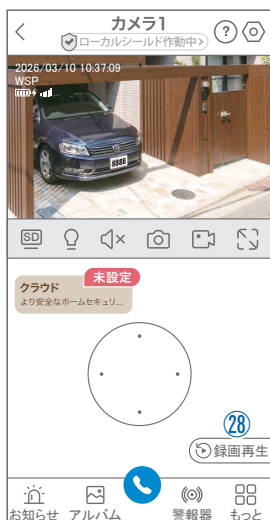 カメラ1
ローカルシールド作動中>
?
2026/03/10 10:37:09
WSP
8888
SD
未設定
クラウド
より安全なホームセキュリ...
㉘
録画再生
お知らせ
アルバム
警報器
もっと